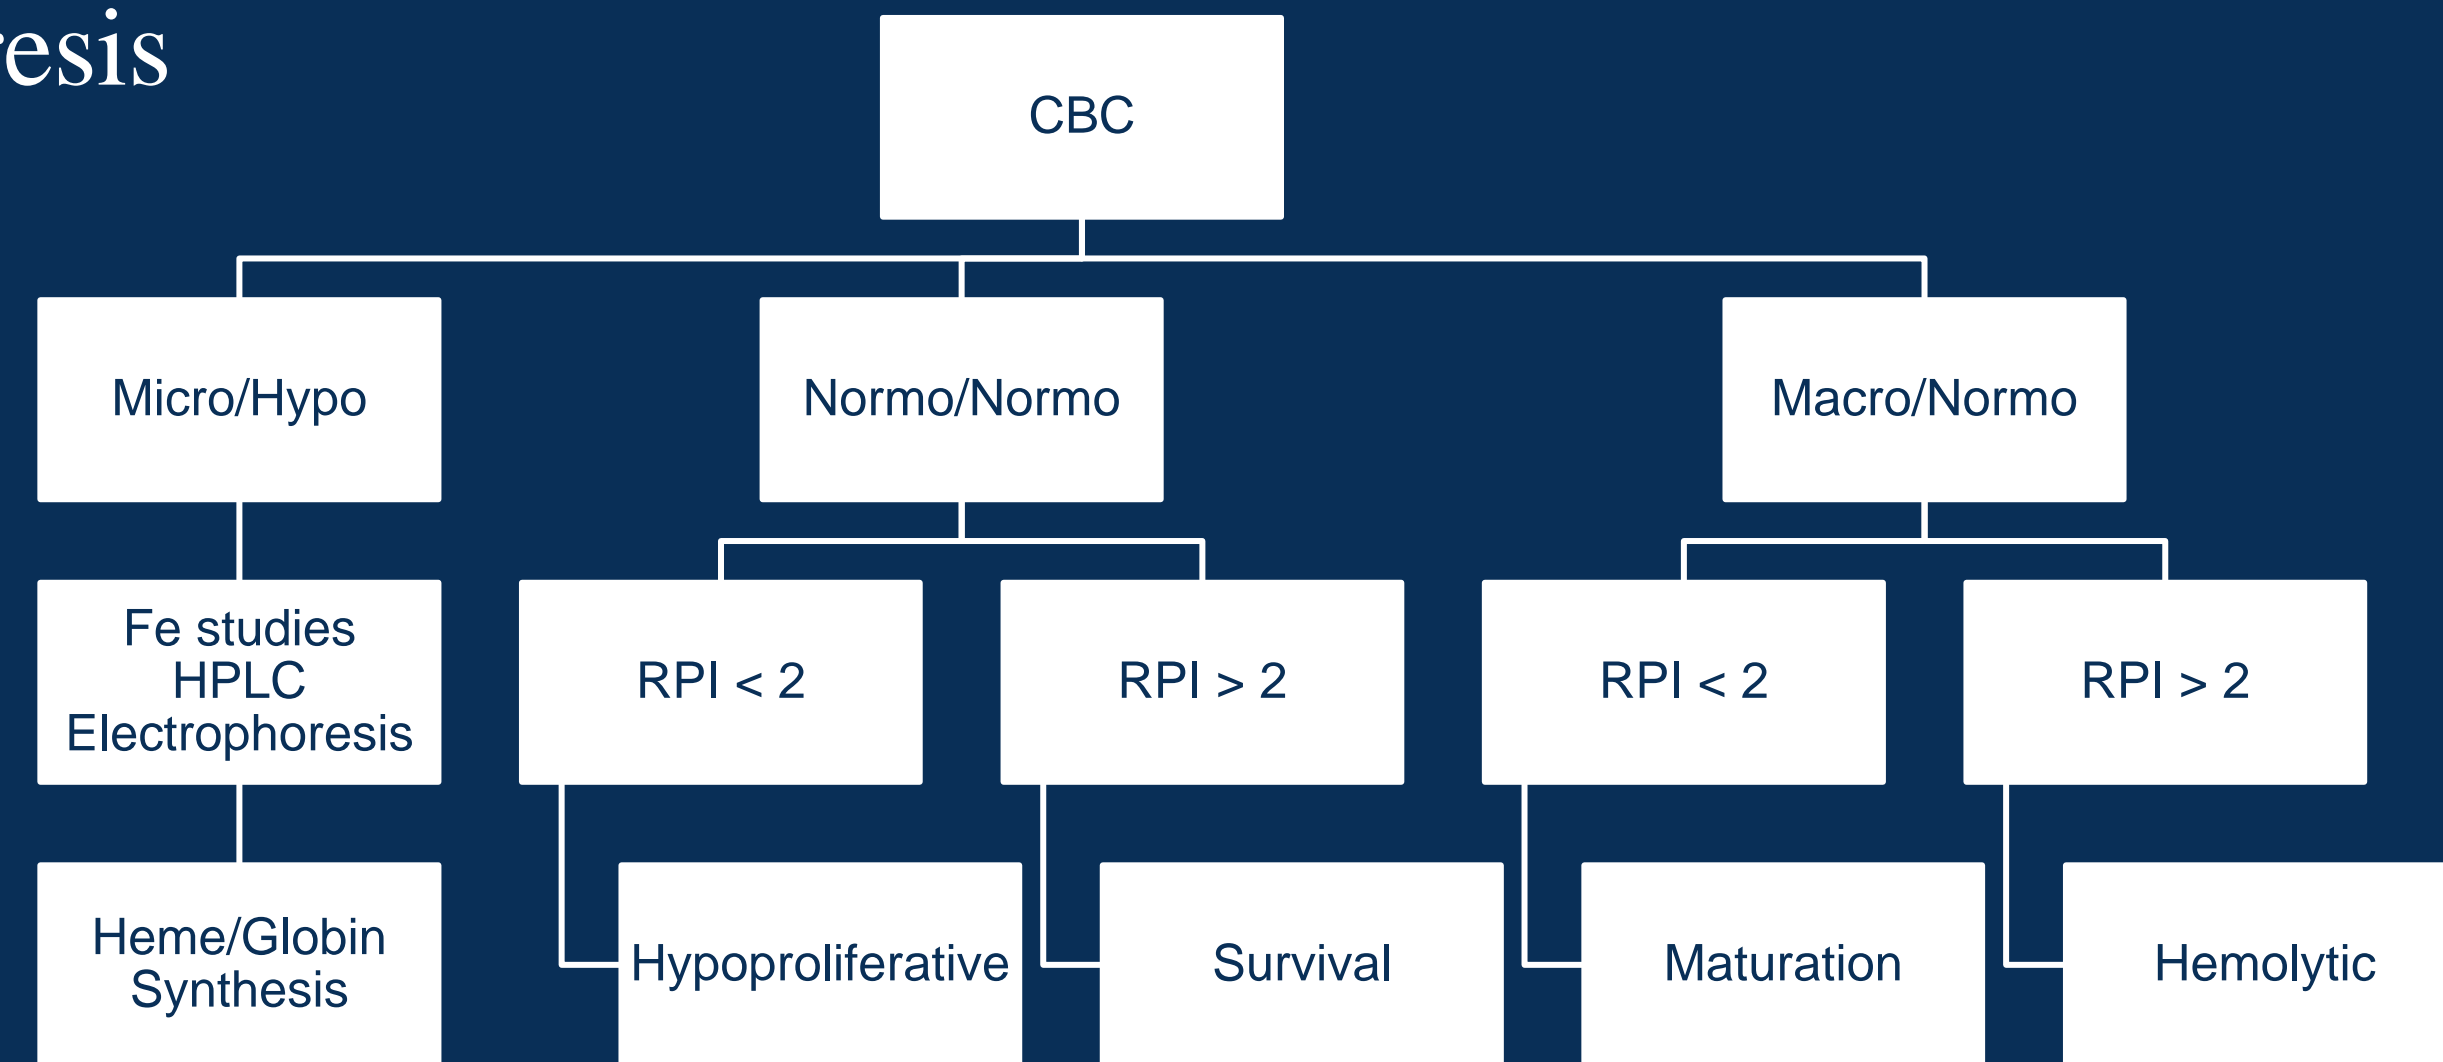 resis
CBC
Micro/Hypo
Normo/Normo
Macro/Normo
Fe studies
HPLC
Electrophoresis
RPI < 2
RPI > 2
RPI < 2
RPI > 2
Heme/Globin
Synthesis
Hypoproliferative
Survival
Maturation
Hemolytic